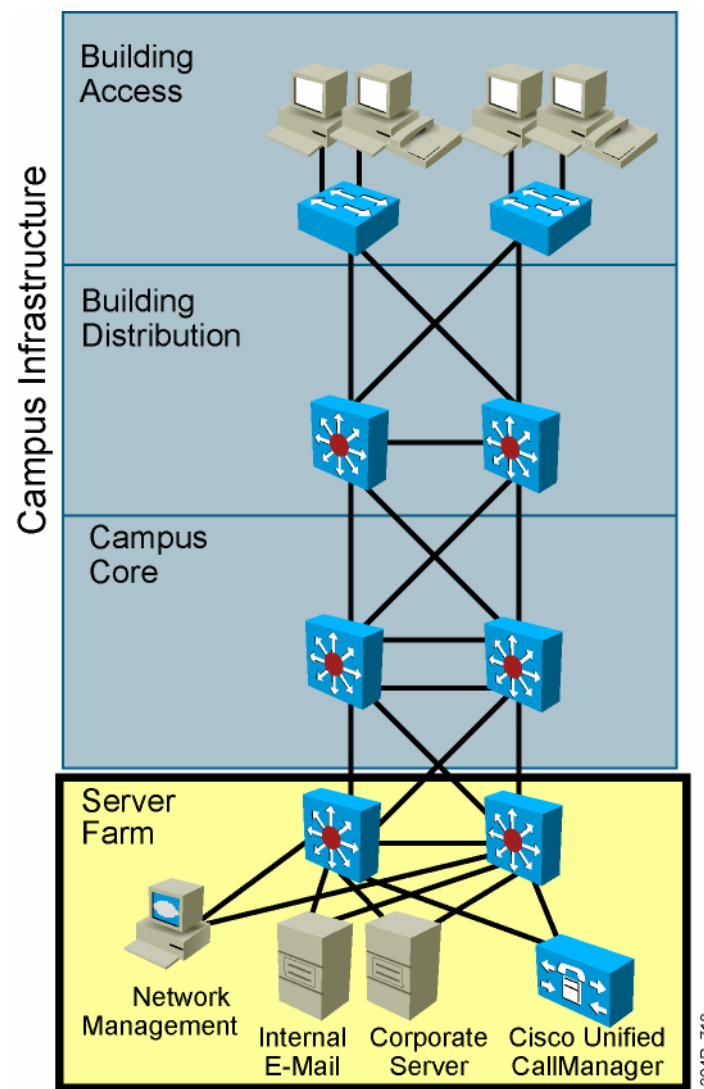 Campus Infrastructure
Building
Access
Building
Distribution
Campus
Core
Server
Farm
Network
Management
Internal
E-Mail
Corporate
Server
Cisco Unified
CallManager